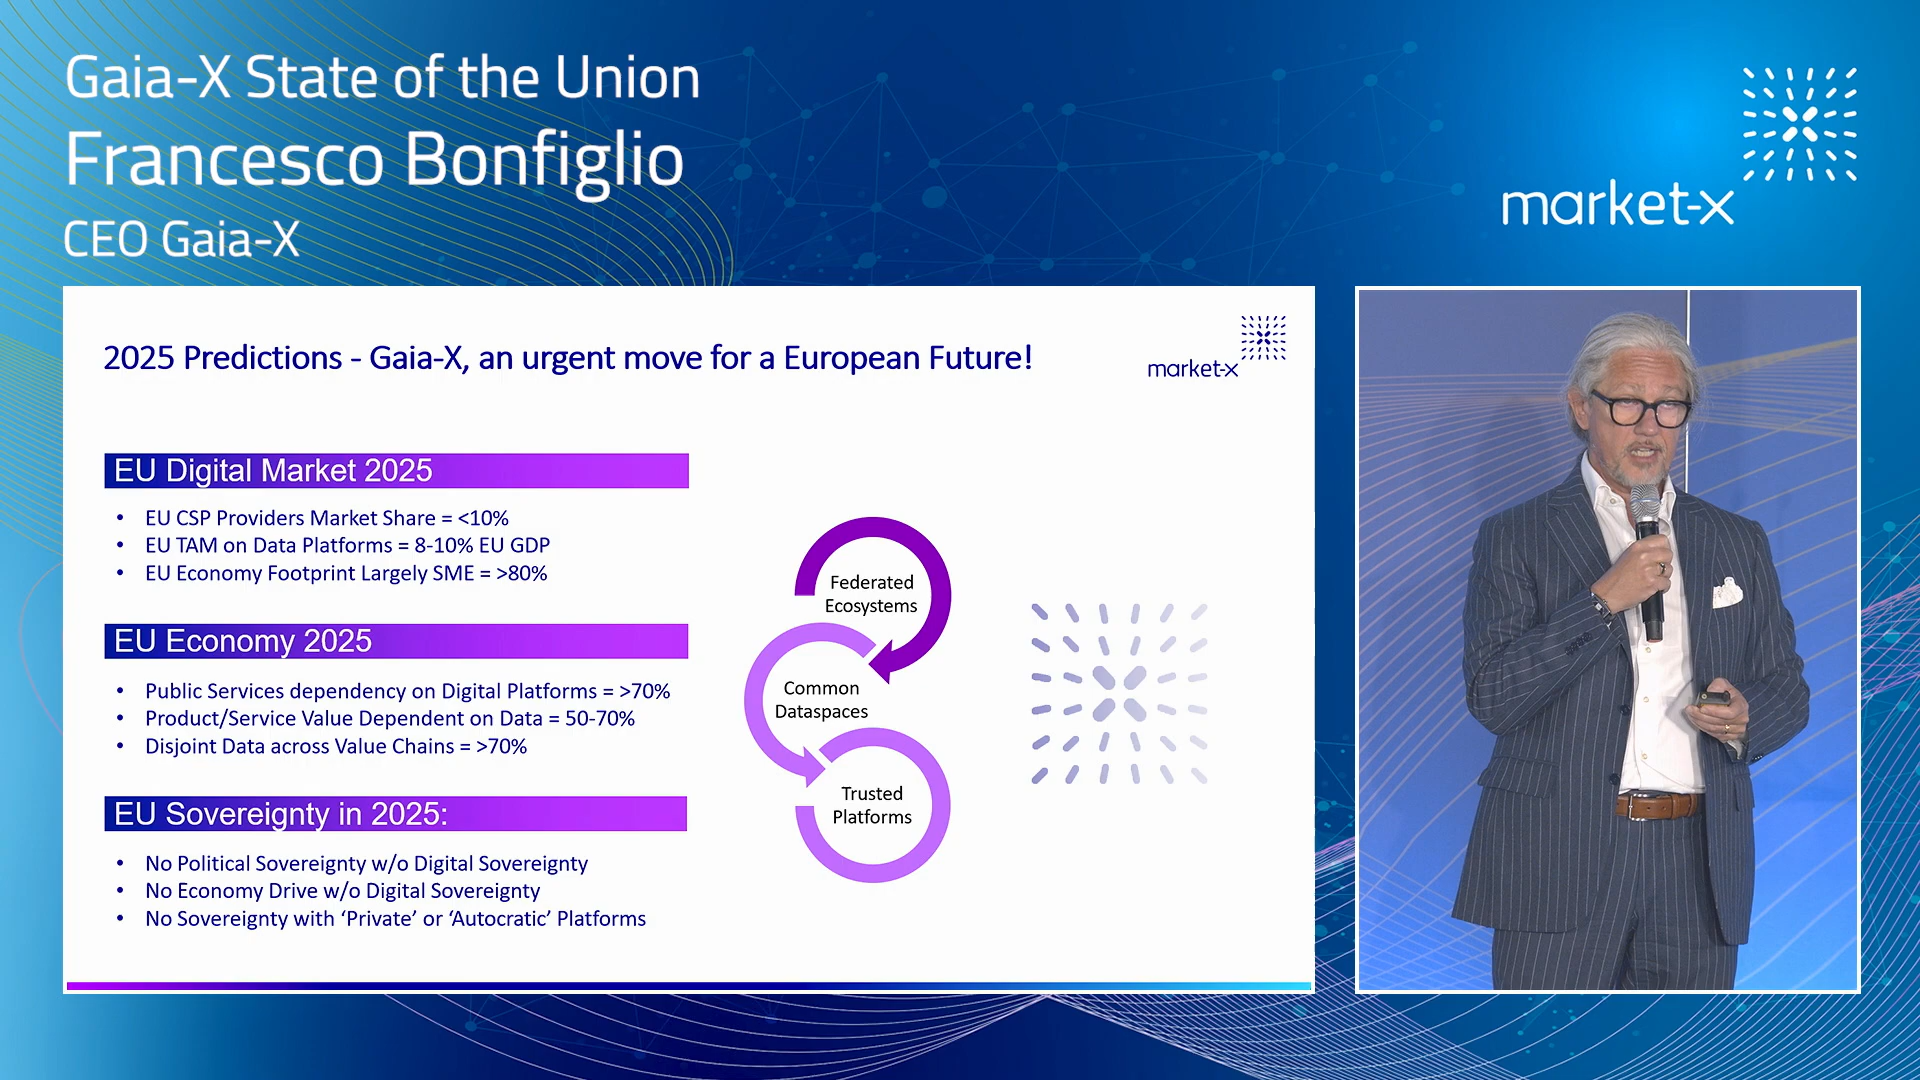 Gaia-X State of the Union
Francesco Bonfiglio
CEO Gaia-X
market-x
2025 Predictions - Gaia-X, an urgent move for a European Future!
market-x
EU Digital Market 2025
• EU CSP Providers Market Share = <10%
• EU TAM on Data Platforms = 8-10% EU GDP
• EU Economy Footprint Largely SME = >80%
EU Economy 2025
• Public Services dependency on Digital Platforms = >70%
• Product/Service Value Dependent on Data = 50-70%
• Disjoint Data across Value Chains = >70%
EU Sovereignty in 2025:
• No Political Sovereignty w/o Digital Sovereignty
• No Economy Drive w/o Digital Sovereignty
• No Sovereignty with ‘Private’ or ‘Autocratic’ Platforms
Federated
Ecosystems
Common
Dataspaces
Trusted
Platforms